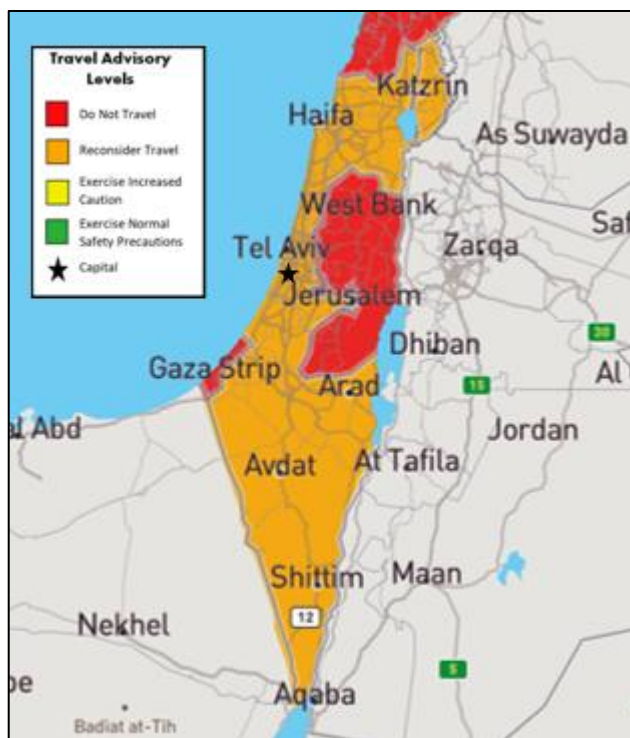 Travel Advisory
Levels
Do Not Travel
Reconsider Travel
Exercise Increased
Caution
Exercise Normal
Safety Precautions
Capital
Katzrin
Haifa
As Suwayda
West Bank
Saf
Tel Aviv
Zarqa
Jerusalem
30
Dhiban
Gaza Strip
Al
Arad
15
al Abd
Jordan
Avdat
At Tafila
Shittim
Maan
12
Nekhel
5
be
Aqaba
Badiat at-Tih